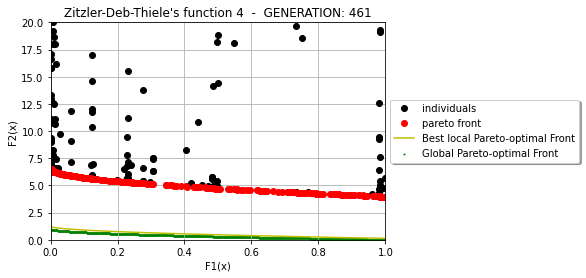 Zitzler-Deb-Thiele's function 4  -  GENERATION: 461
F2(x)
20.0
17.5
15.0
12.5
10.0
7.5
5.0
2.5
0.0
0.0
0.2
0.4
0.6
0.8
1.0
F1(x)
individuals
pareto front
Best local Pareto-optimal Front
Global Pareto-optimal Front